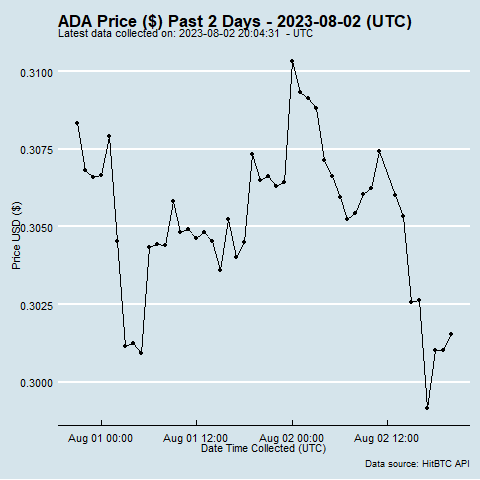 ADA Price ($) Past 2 Days - 2023-08-02 (UTC)
Latest data collected on: 2023-08-02 20:04:31 - UTC
0.3100
0.3075
0.3050
0.3025
0.3000
Price USD ($)
Aug 01 00:00 Aug 01 12:00 Aug 02 00:00 Aug 02 12:00
Date Time Collected (UTC)
Data source: HitBTC API